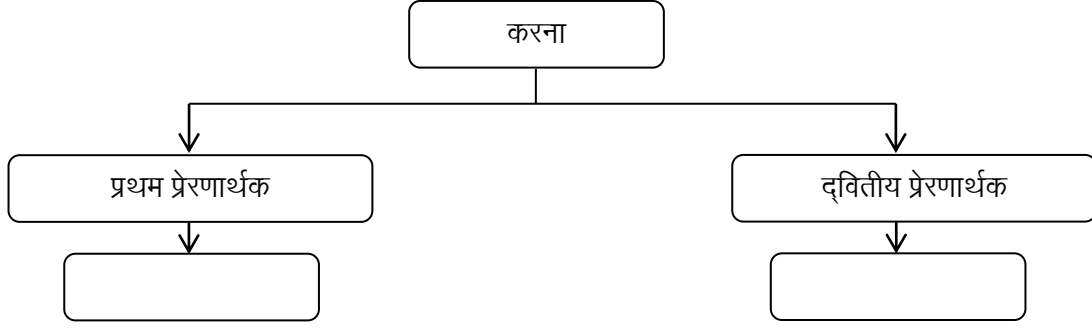 करना
प्रथम प्रेरणार्थक
द्‌वितीय प्रेरणार्थक